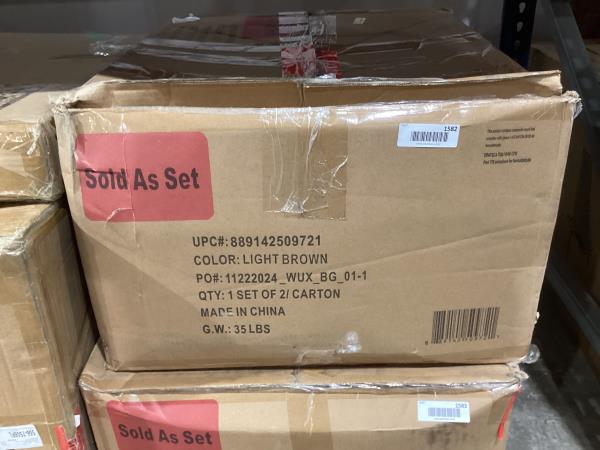 1582
Sold As Set
UPC#:889142509721
COLOR: LIGHT BROWN
PO#: 11222024_WUX_BG_01-1
QTY: 1 SET OF 2/ CARTON
MADE IN CHINA
G.W.: 35 LBS
1583
Sold As Set